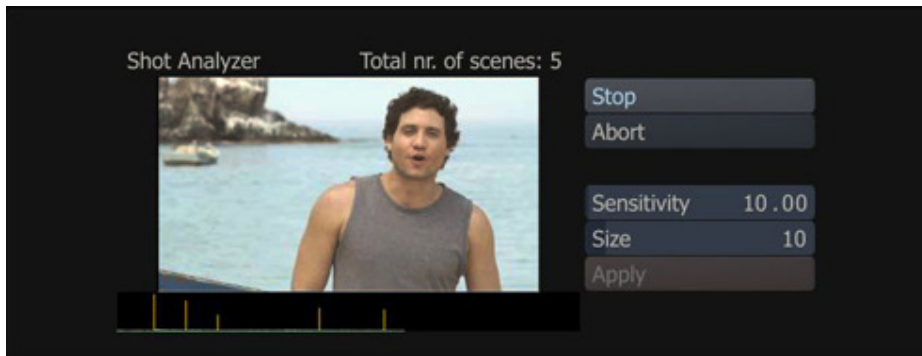 Shot Analyzer Total nr. of scenes: 5
Stop
Abort
Sensitivity 10.00
Size 10
Apply